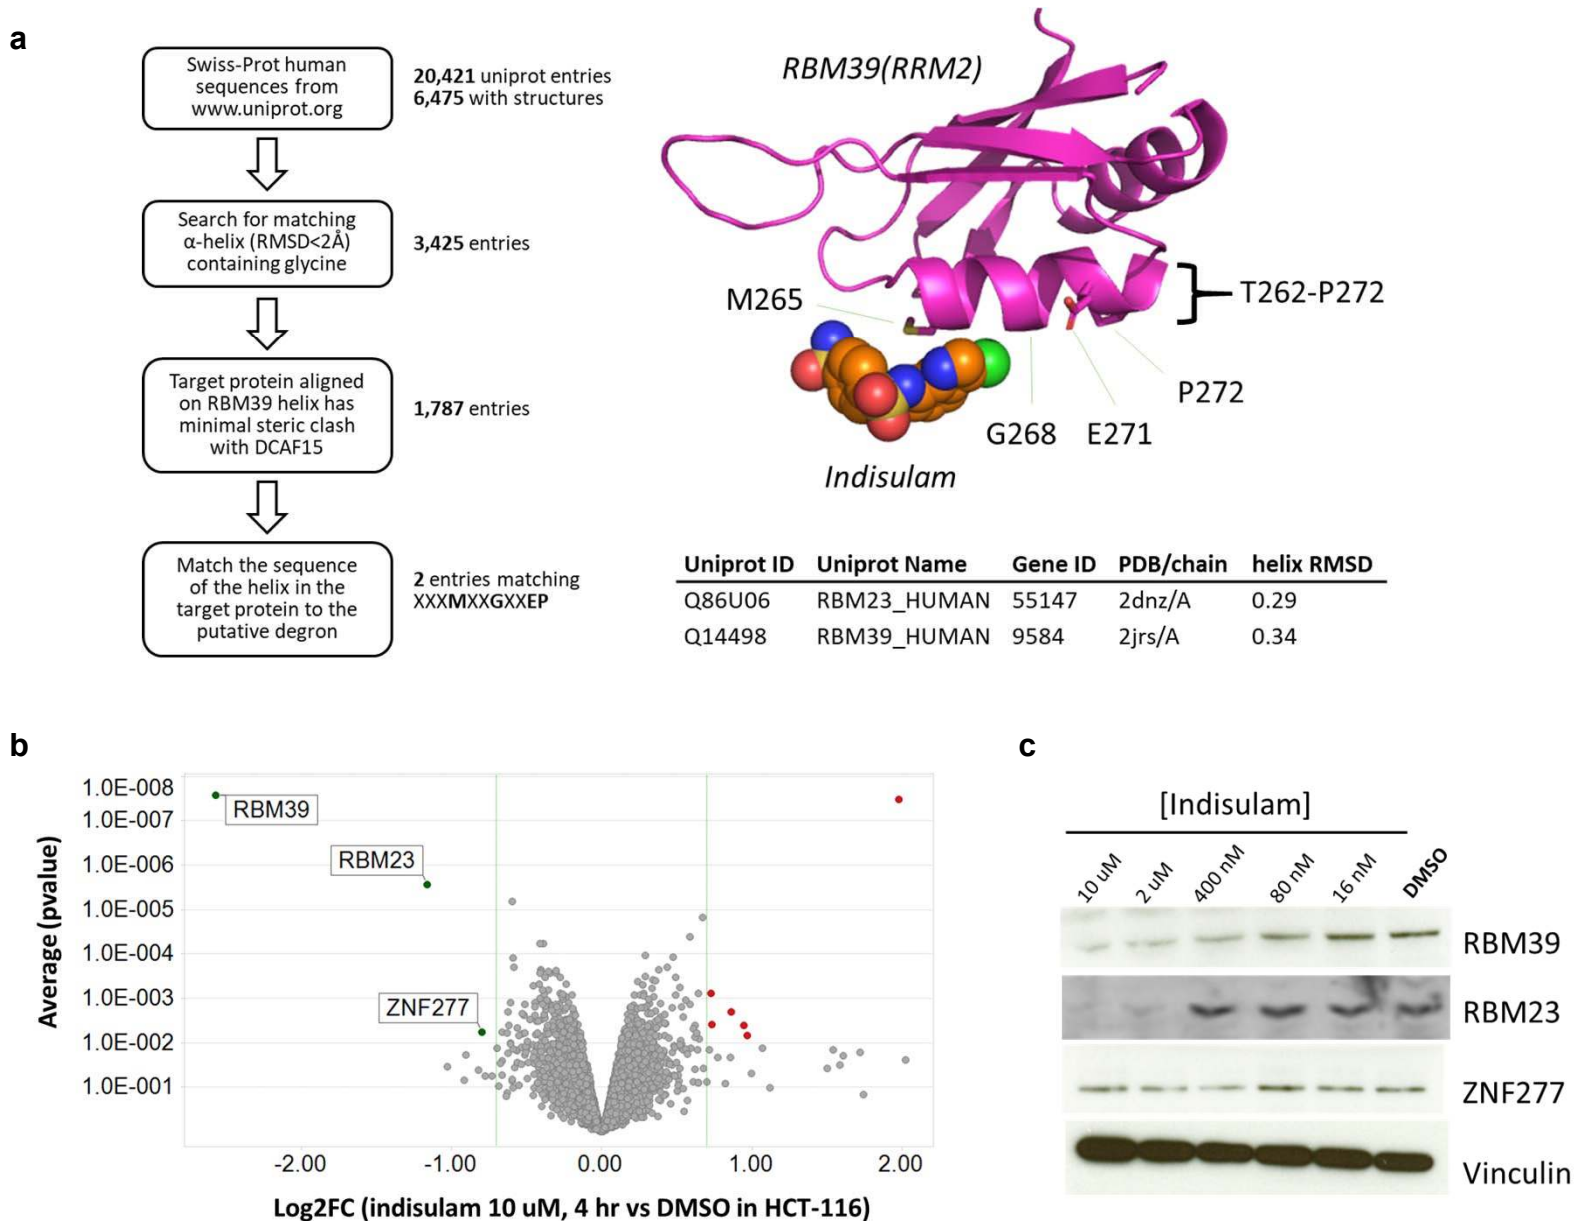 a
Swiss-Prot human
sequences from
www.uniprot.org
20,421 uniprot entries
6,475 with structures
Search for matching
α-helix (RMSD<2Å)
containing glycine
3,425 entries
Target protein aligned
on RBM39 helix has
minimal steric clash
with DCAF15
1,787 entries
Match the sequence
of the helix in the
target protein to the
putative degron
2 entries matching
XXXMXXGXXEP
RBM39(RRM2)
M265
T262-P272
P272
G268 E271
Indisulam
Uniprot ID Uniprot Name Gene ID PDB/chain helix RMSD
Q86U06 RBM23_HUMAN 55147 2dnz/A 0.29
Q14498 RBM39_HUMAN 9584 2jrs/A 0.34
b
Average (pvalue)
1.0E-008
1.0E-007
1.0E-006
1.0E-005
1.0E-004
1.0E-003
1.0E-002
1.0E-001
RBM39
RBM23
ZNF277
-2.00 -1.00 0.00 1.00 2.00
Log2FC (indisulam 10 uM, 4 hr vs DMSO in HCT-116)
c
[Indisulam]
10 uM 2 uM 400 nM 80 nM 16 nM DMSO
RBM39
RBM23
ZNF277
Vinculin